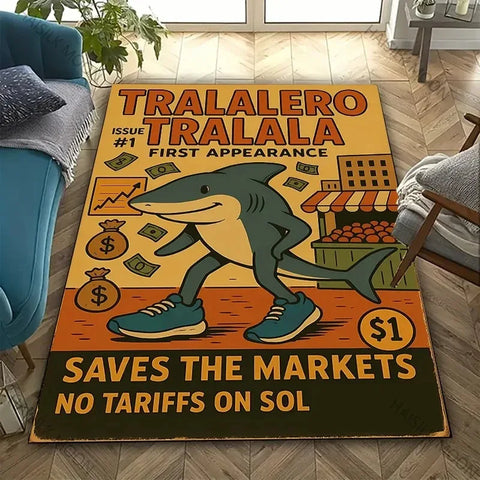 TRALALERO
ISSUE
#1
TRALALA
FIRST APPEARANCE
$
$
$1
SAVES THE MARKETS
NO TARIFFS ON SOL